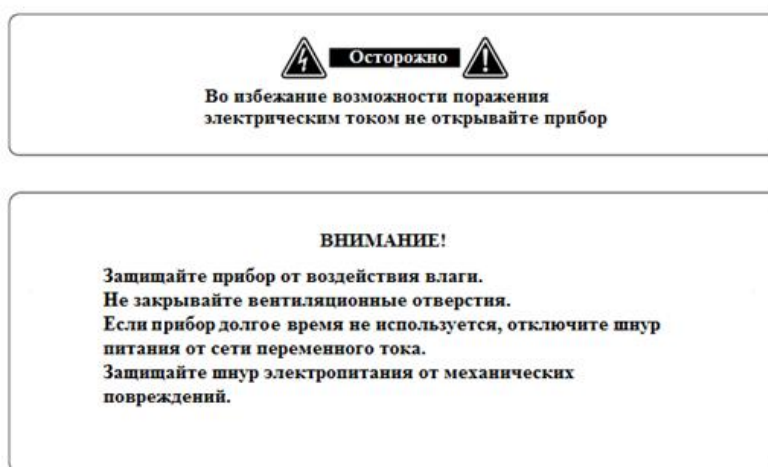 Осторожно
Во избежание возможности поражения
электрическим током не открывайте прибор
ВНИМАНИЕ!
Защищайте прибор от воздействия влаги.
Не закрывайте вентиляционные отверстия.
Если прибор долгое время не используется, отключите шнур
питания от сети переменного тока.
Защищайте шнур электропитания от механических
повреждений.